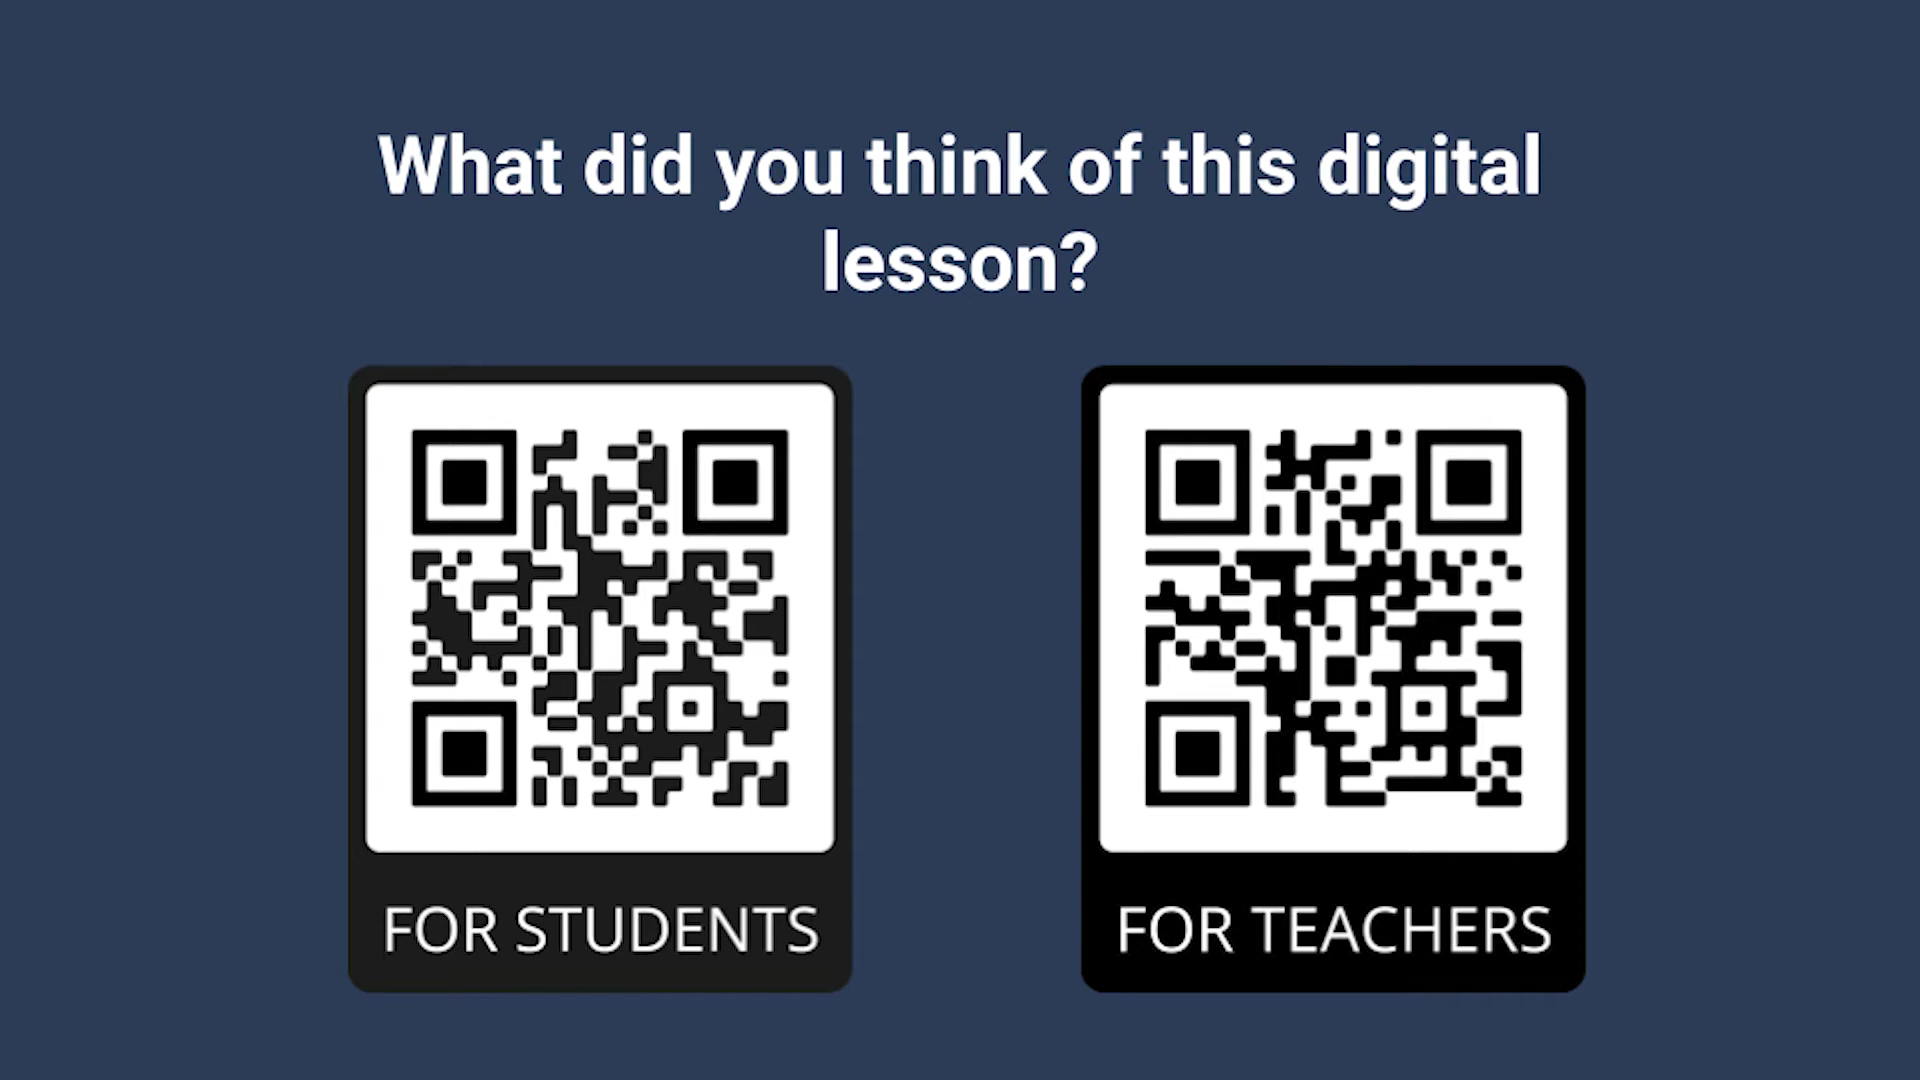 What did you think of this digital
lesson?
FOR STUDENTS
FOR TEACHERS